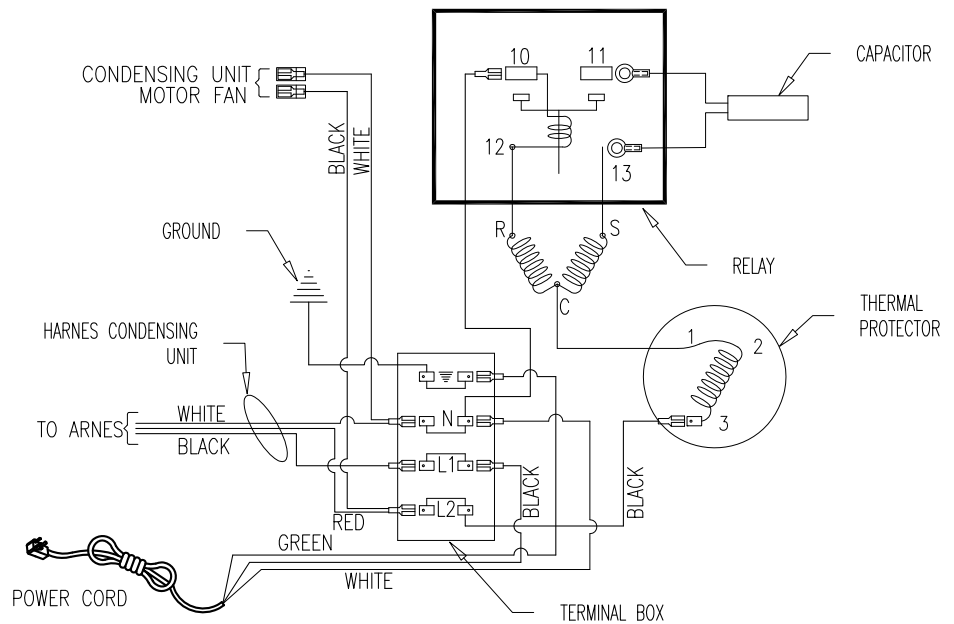 CONDENSING UNIT
MOTOR FAN
10
11
CAPACITOR
BLACK
WHITE
12
13
GROUND
R
S
RELAY
C
HARNES CONDENSING
UNIT
THERMAL
PROTECTOR
1
2
WHITE
N
3
TO ARNES
BLACK
L1
BLACK
BLACK
L2
RED
GREEN
WHITE
POWER CORD
TERMINAL BOX